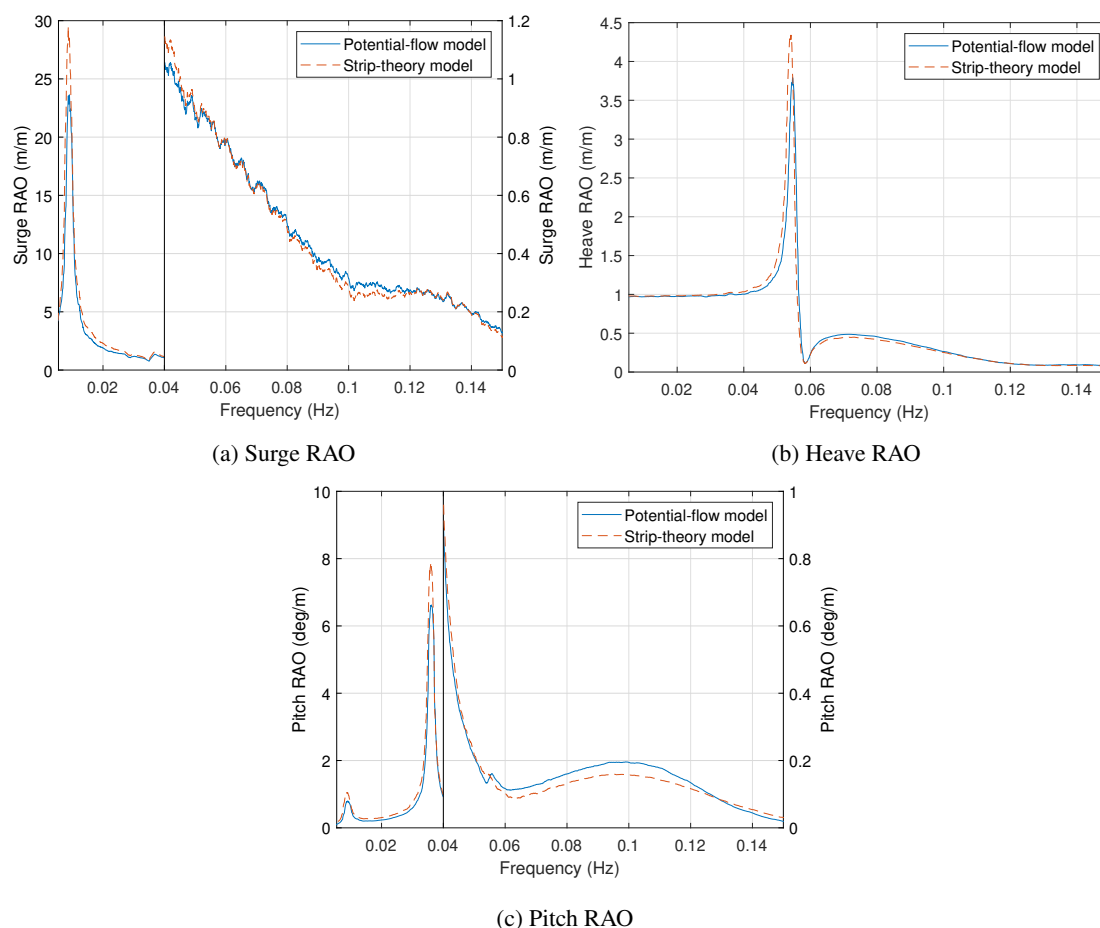 30
25
20
15
10
5
0
Surge RAO (m/m)
1.2
1
0.8
0.6
0.4
0.2
0
Surge RAO (m/m)
Potential-flow model
Strip-theory model
0.02 0.04 0.06 0.08 0.1 0.12 0.14
Frequency (Hz)
(a) Surge RAO
4.5
4
3.5
3
2.5
2
1.5
1
0.5
0
Heave RAO (m/m)
Potential-flow model
Strip-theory model
0.02 0.04 0.06 0.08 0.1 0.12 0.14
Frequency (Hz)
(b) Heave RAO
10
8
6
4
2
0
Pitch RAO (deg/m)
1
0.8
0.6
0.4
0.2
0
Pitch RAO (deg/m)
Potential-flow model
Strip-theory model
0.02 0.04 0.06 0.08 0.1 0.12 0.14
Frequency (Hz)
(c) Pitch RAO